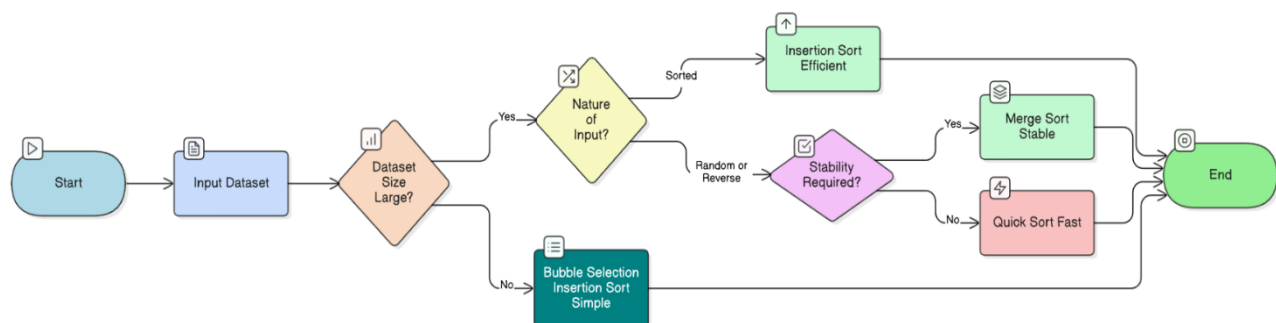 Start
Input Dataset
Dataset
Size
Large?
Yes
No
Nature
of
Input?
Sorted
Random or
Reverse
Insertion Sort
Efficient
Stability
Required?
Yes
No
Merge Sort
Stable
Quick Sort Fast
Bubble Selection
Insertion Sort
Simple
End